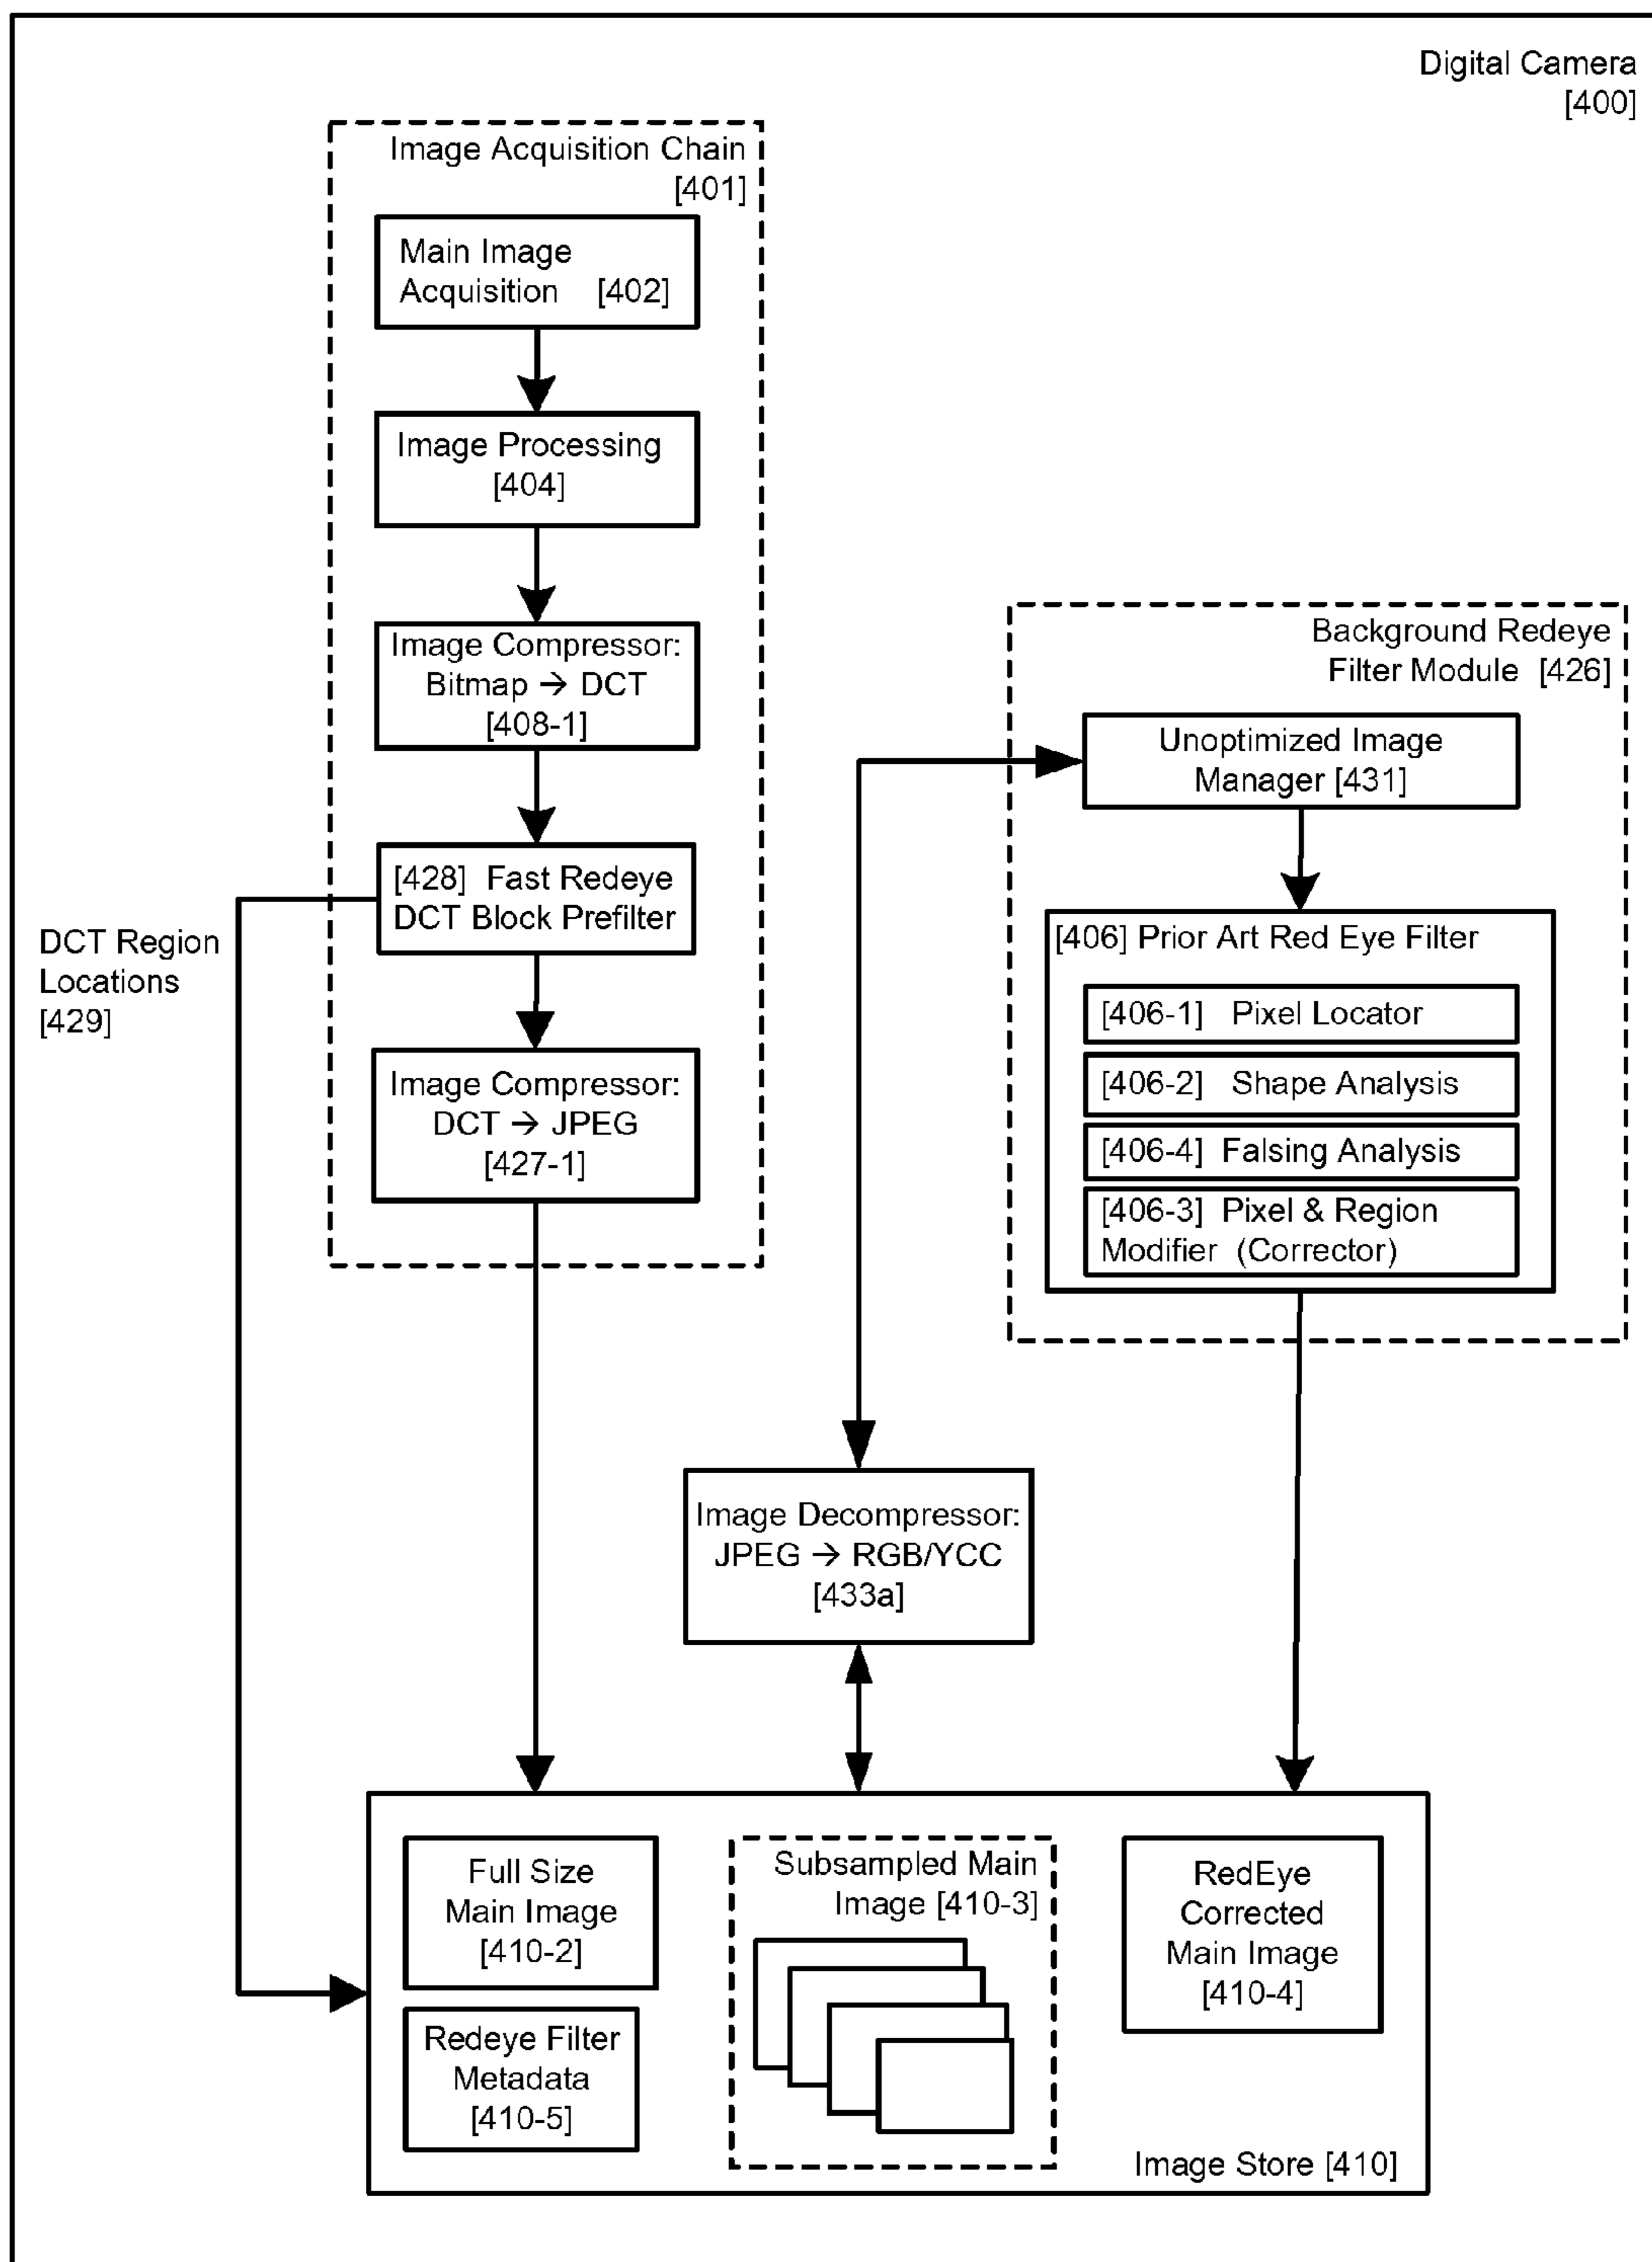 Digital Camera
[400]
Image Acquisition Chain
[401]
Main Image
Acquisition [402]
Image Processing
[404]
Image Compressor:
Bitmap → DCT
[408-1]
[428] Fast Redeye
DCT Block Prefilter
DCT Region
Locations
[429]
Image Compressor:
DCT → JPEG
[427-1]
Background Redeye
Filter Module [426]
Unoptimized Image
Manager [431]
[406] Prior Art Red Eye Filter
[406-1] Pixel Locator
[406-2] Shape Analysis
[406-4] Falsing Analysis
[406-3] Pixel & Region
Modifier (Corrector)
Image Decompressor:
JPEG → RGB/YCC
[433a]
Full Size
Main Image
[410-2]
Redeye Filter
Metadata
[410-5]
Subsampled Main
Image [410-3]
RedEye
Corrected
Main Image
[410-4]
Image Store [410]